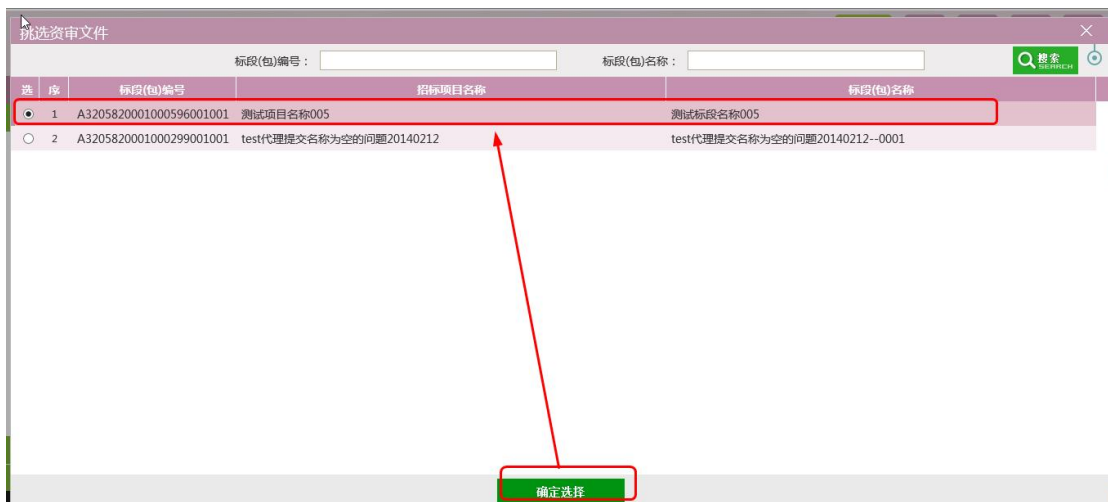 挑选资审文件
标段(包)编号： 标段(包)名称： 搜索 SEARCH
选 序 标段(包)编号 招标项目名称 标段(包)名称
1 A3205820001000596001001 测试项目名称005 测试标段名称005
2 A3205820001000299001001 test代理提交名称为空的问题20140212 test代理提交名称为空的问题20140212--0001
确定选择